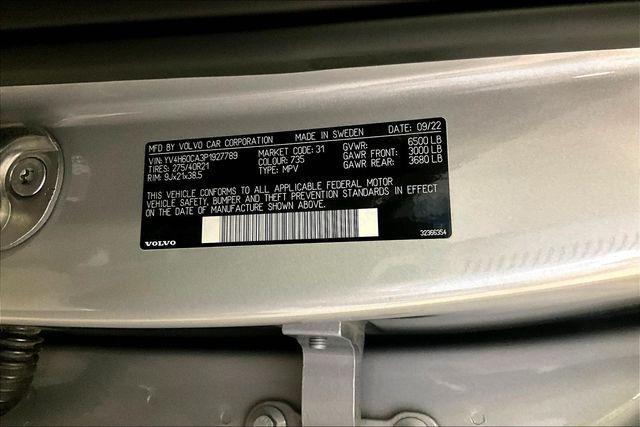 MFD BY VOLVO CAR CORPORATION MADE IN SWEDEN DATE: 09/22
VIN: YV4H60CA3P1927789 MARKET CODE: 31 GVWR: 6500 LB
TIRES: 275/40R21 COLOUR: 735 GAWR FRONT: 3000 LB
RIM: 9Jx21x38.5 TYPE: MPV GAWR REAR: 3680 LB
THIS VEHICLE CONFORMS TO ALL APPLICABLE FEDERAL MOTOR
VEHICLE SAFETY, BUMPER AND THEFT PREVENTION STANDARDS IN EFFECT
ON THE DATE OF MANUFACTURE SHOWN ABOVE.
VOLVO 32366354